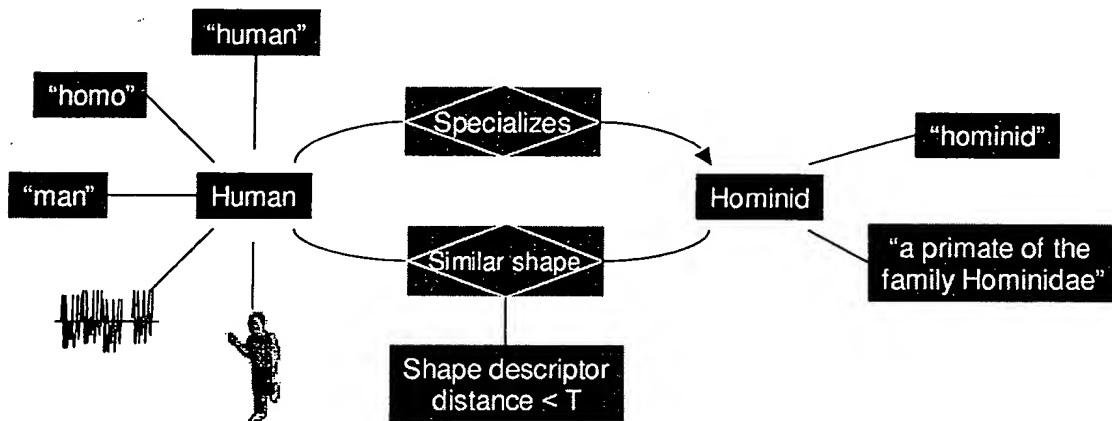 “human”
“homo”
Specializes
“hominid”
“man”
Human
Hominid
Similar shape
“a primate of the
family Hominidae”
Shape descriptor
distance < T